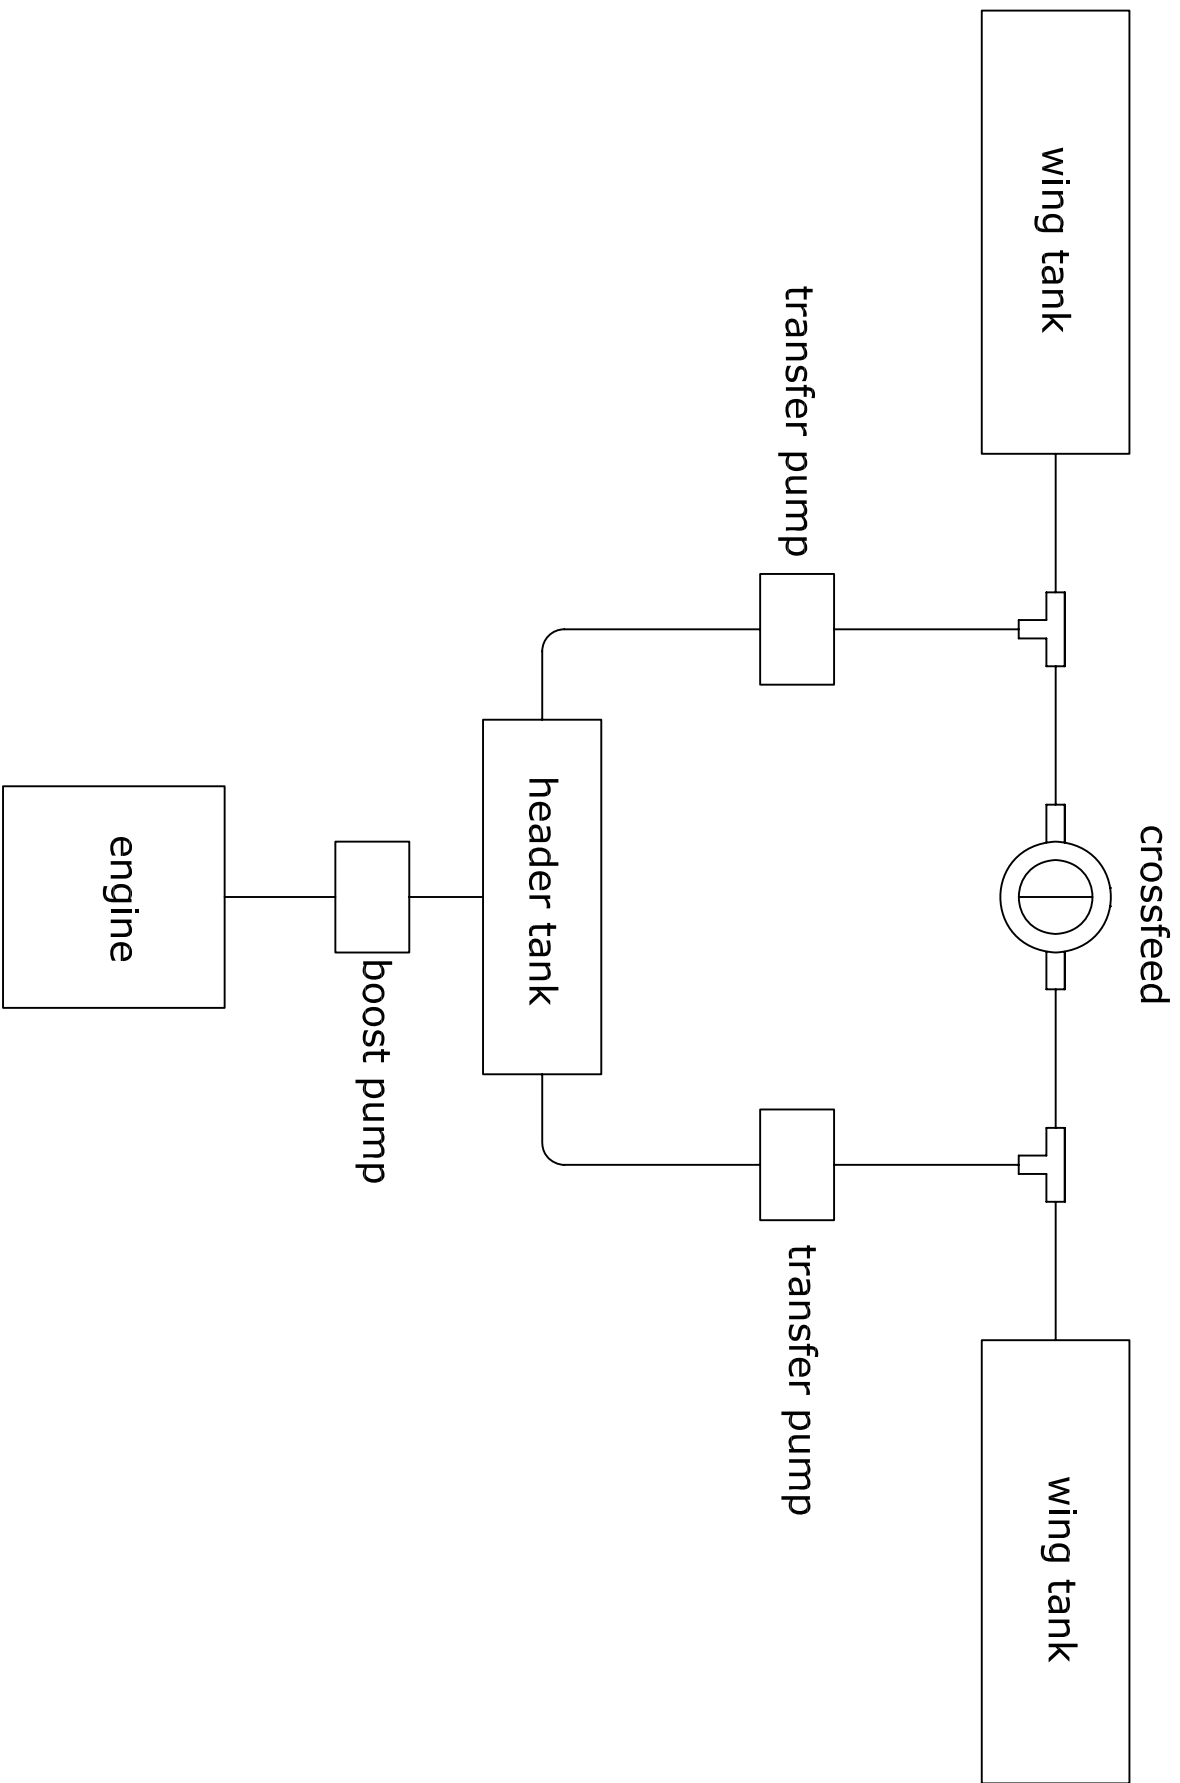 crossfeed
wing tank
wing tank
transfer pump
transfer pump
header tank
boost pump
engine